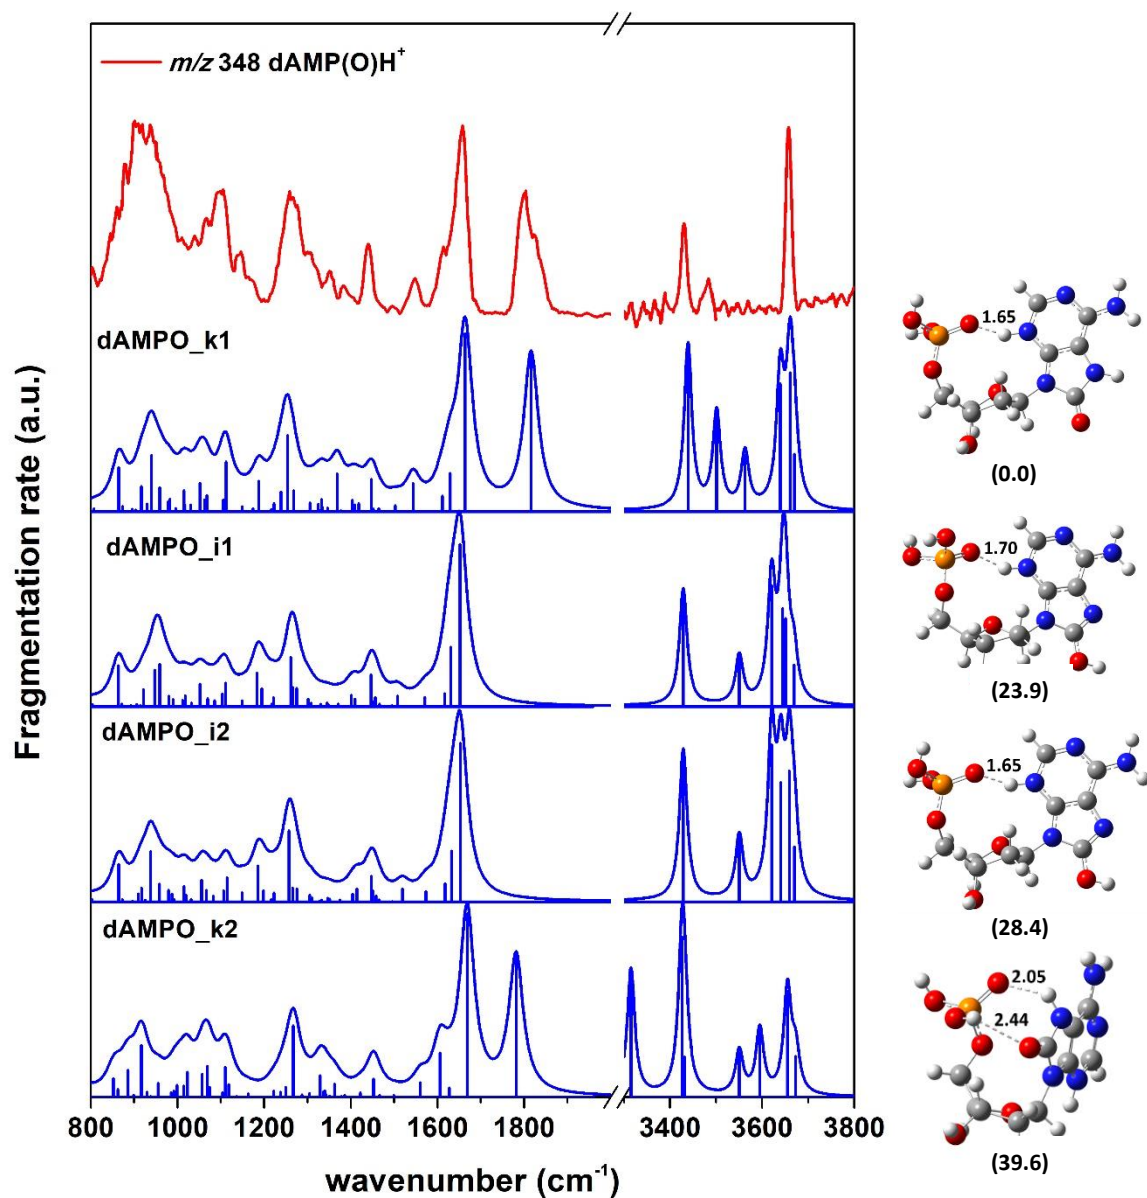 m/z 348 dAMP(O)H+
dAMPO_k1
dAMPO_i1
dAMPO_i2
dAMPO_k2
Fragmentation rate (a.u.)
800 1000 1200 1400 1600 1800 3400 3600 3800
wavenumber (cm-1)
1.65
(0.0)
1.70
(23.9)
1.65
(28.4)
2.05
2.44
(39.6)